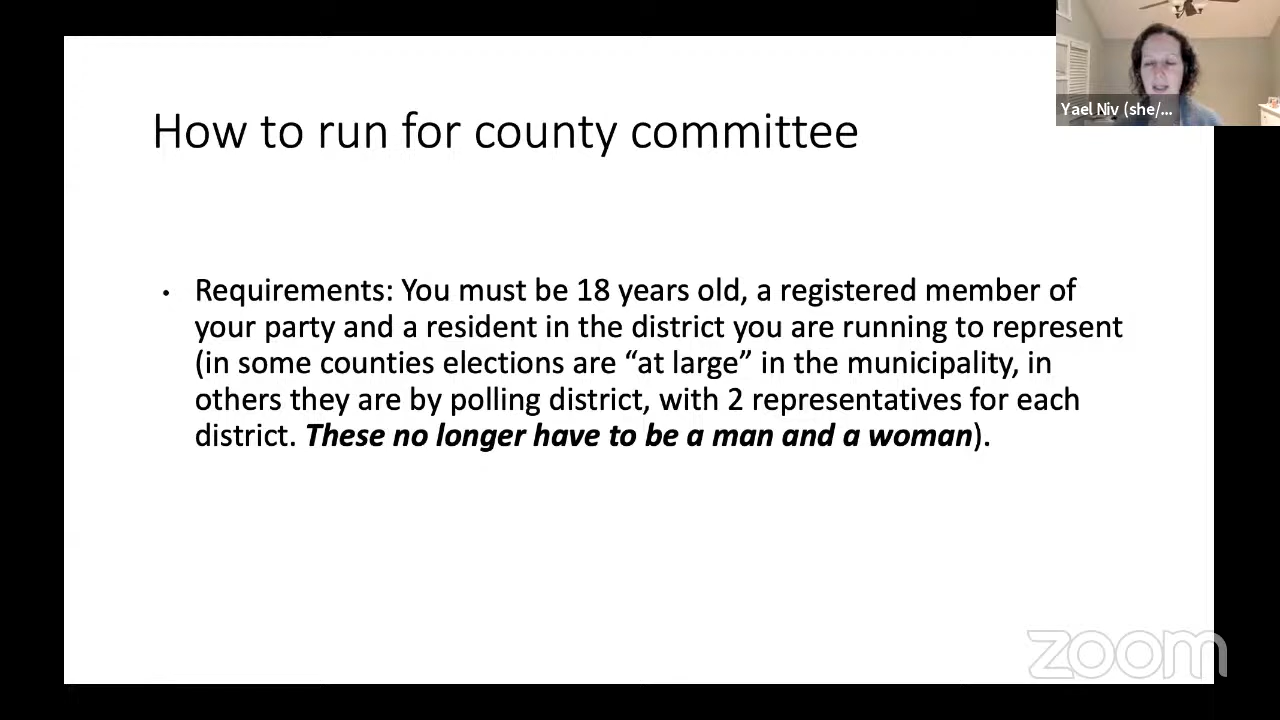 How to run for county committee
Yael Niv (she/...
• Requirements: You must be 18 years old, a registered member of
your party and a resident in the district you are running to represent
(in some counties elections are “at large” in the municipality, in
others they are by polling district, with 2 representatives for each
district. These no longer have to be a man and a woman).
zoom